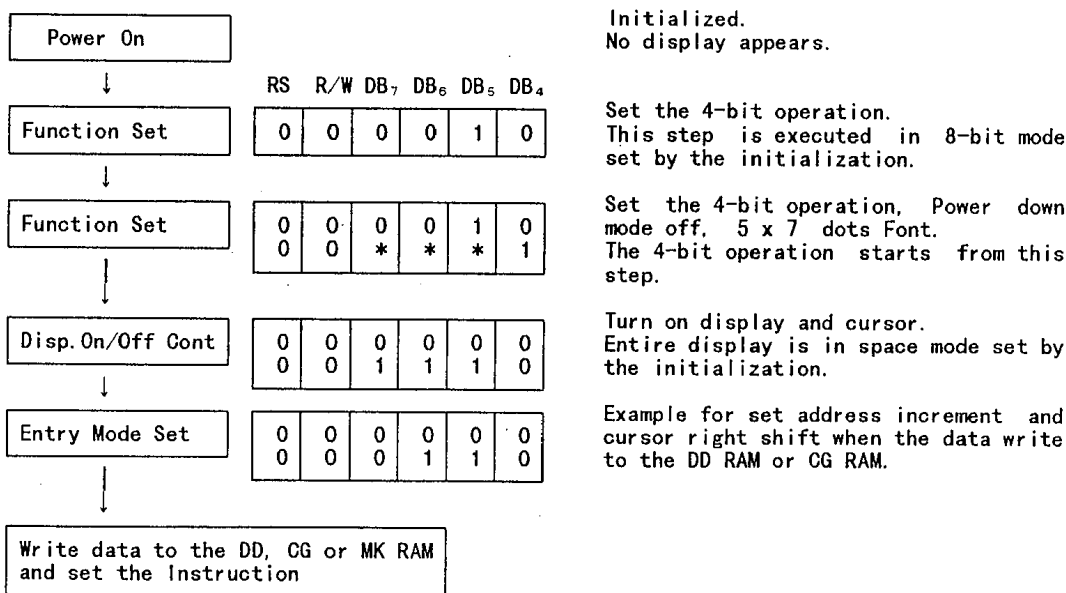 Power On
Initialized.
No display appears.
RS R/W DB₇ DB₆ DB₅ DB₄
Function Set
0 0 0 0 1 0
Set the 4-bit operation.
This step is executed in 8-bit mode
set by the initialization.
Function Set
0 0 0 0 1 0
0 0 * * * 1
Set the 4-bit operation, Power down
mode off, 5 x 7 dots Font.
The 4-bit operation starts from this
step.
Disp.On/Off Cont
0 0 0 0 0 0
0 0 1 1 1 0
Turn on display and cursor.
Entire display is in space mode set by
the initialization.
Entry Mode Set
0 0 0 0 0 0
0 0 0 1 1 0
Example for set address increment and
cursor right shift when the data write
to the DD RAM or CG RAM.
Write data to the DD, CG or MK RAM
and set the Instruction